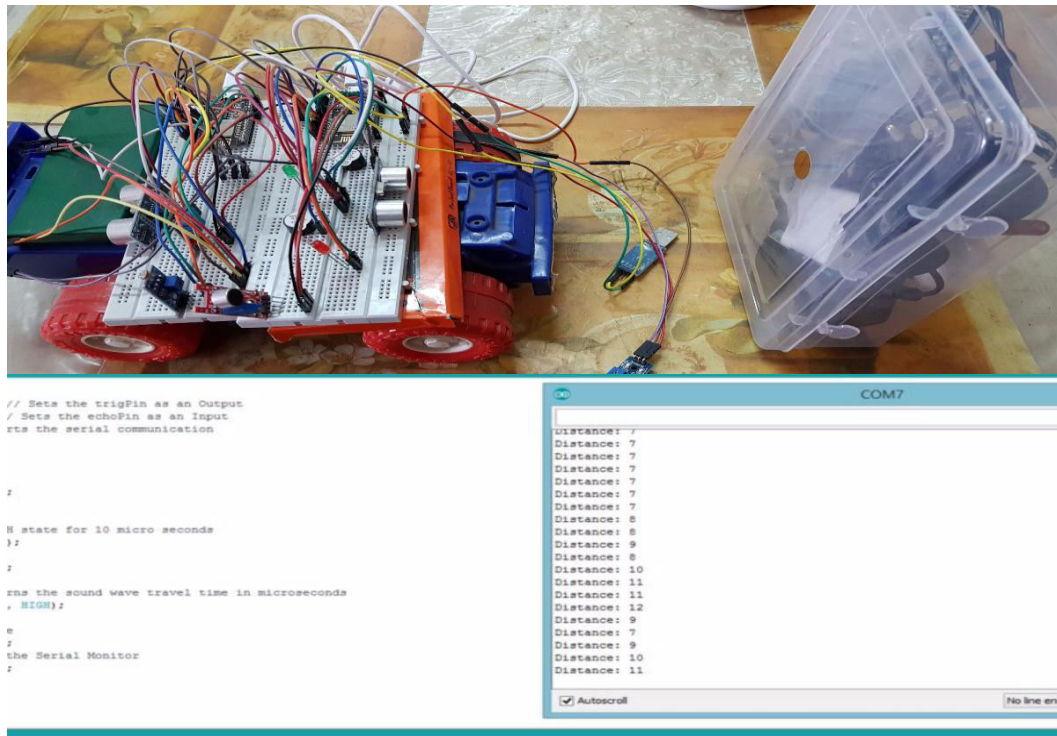 // Sets the trigPin as an Output
/ Sets the echoPin as an Input
rts the serial communication
;
H state for 10 micro seconds
);
;
rns the sound wave travel time in microseconds
, HIGH);
e
;
the Serial Monitor
;
COM7
Distance: 7
Distance: 7
Distance: 7
Distance: 7
Distance: 7
Distance: 7
Distance: 7
Distance: 8
Distance: 8
Distance: 9
Distance: 8
Distance: 10
Distance: 11
Distance: 11
Distance: 12
Distance: 9
Distance: 7
Distance: 9
Distance: 10
Distance: 11
Autoscroll
No line en